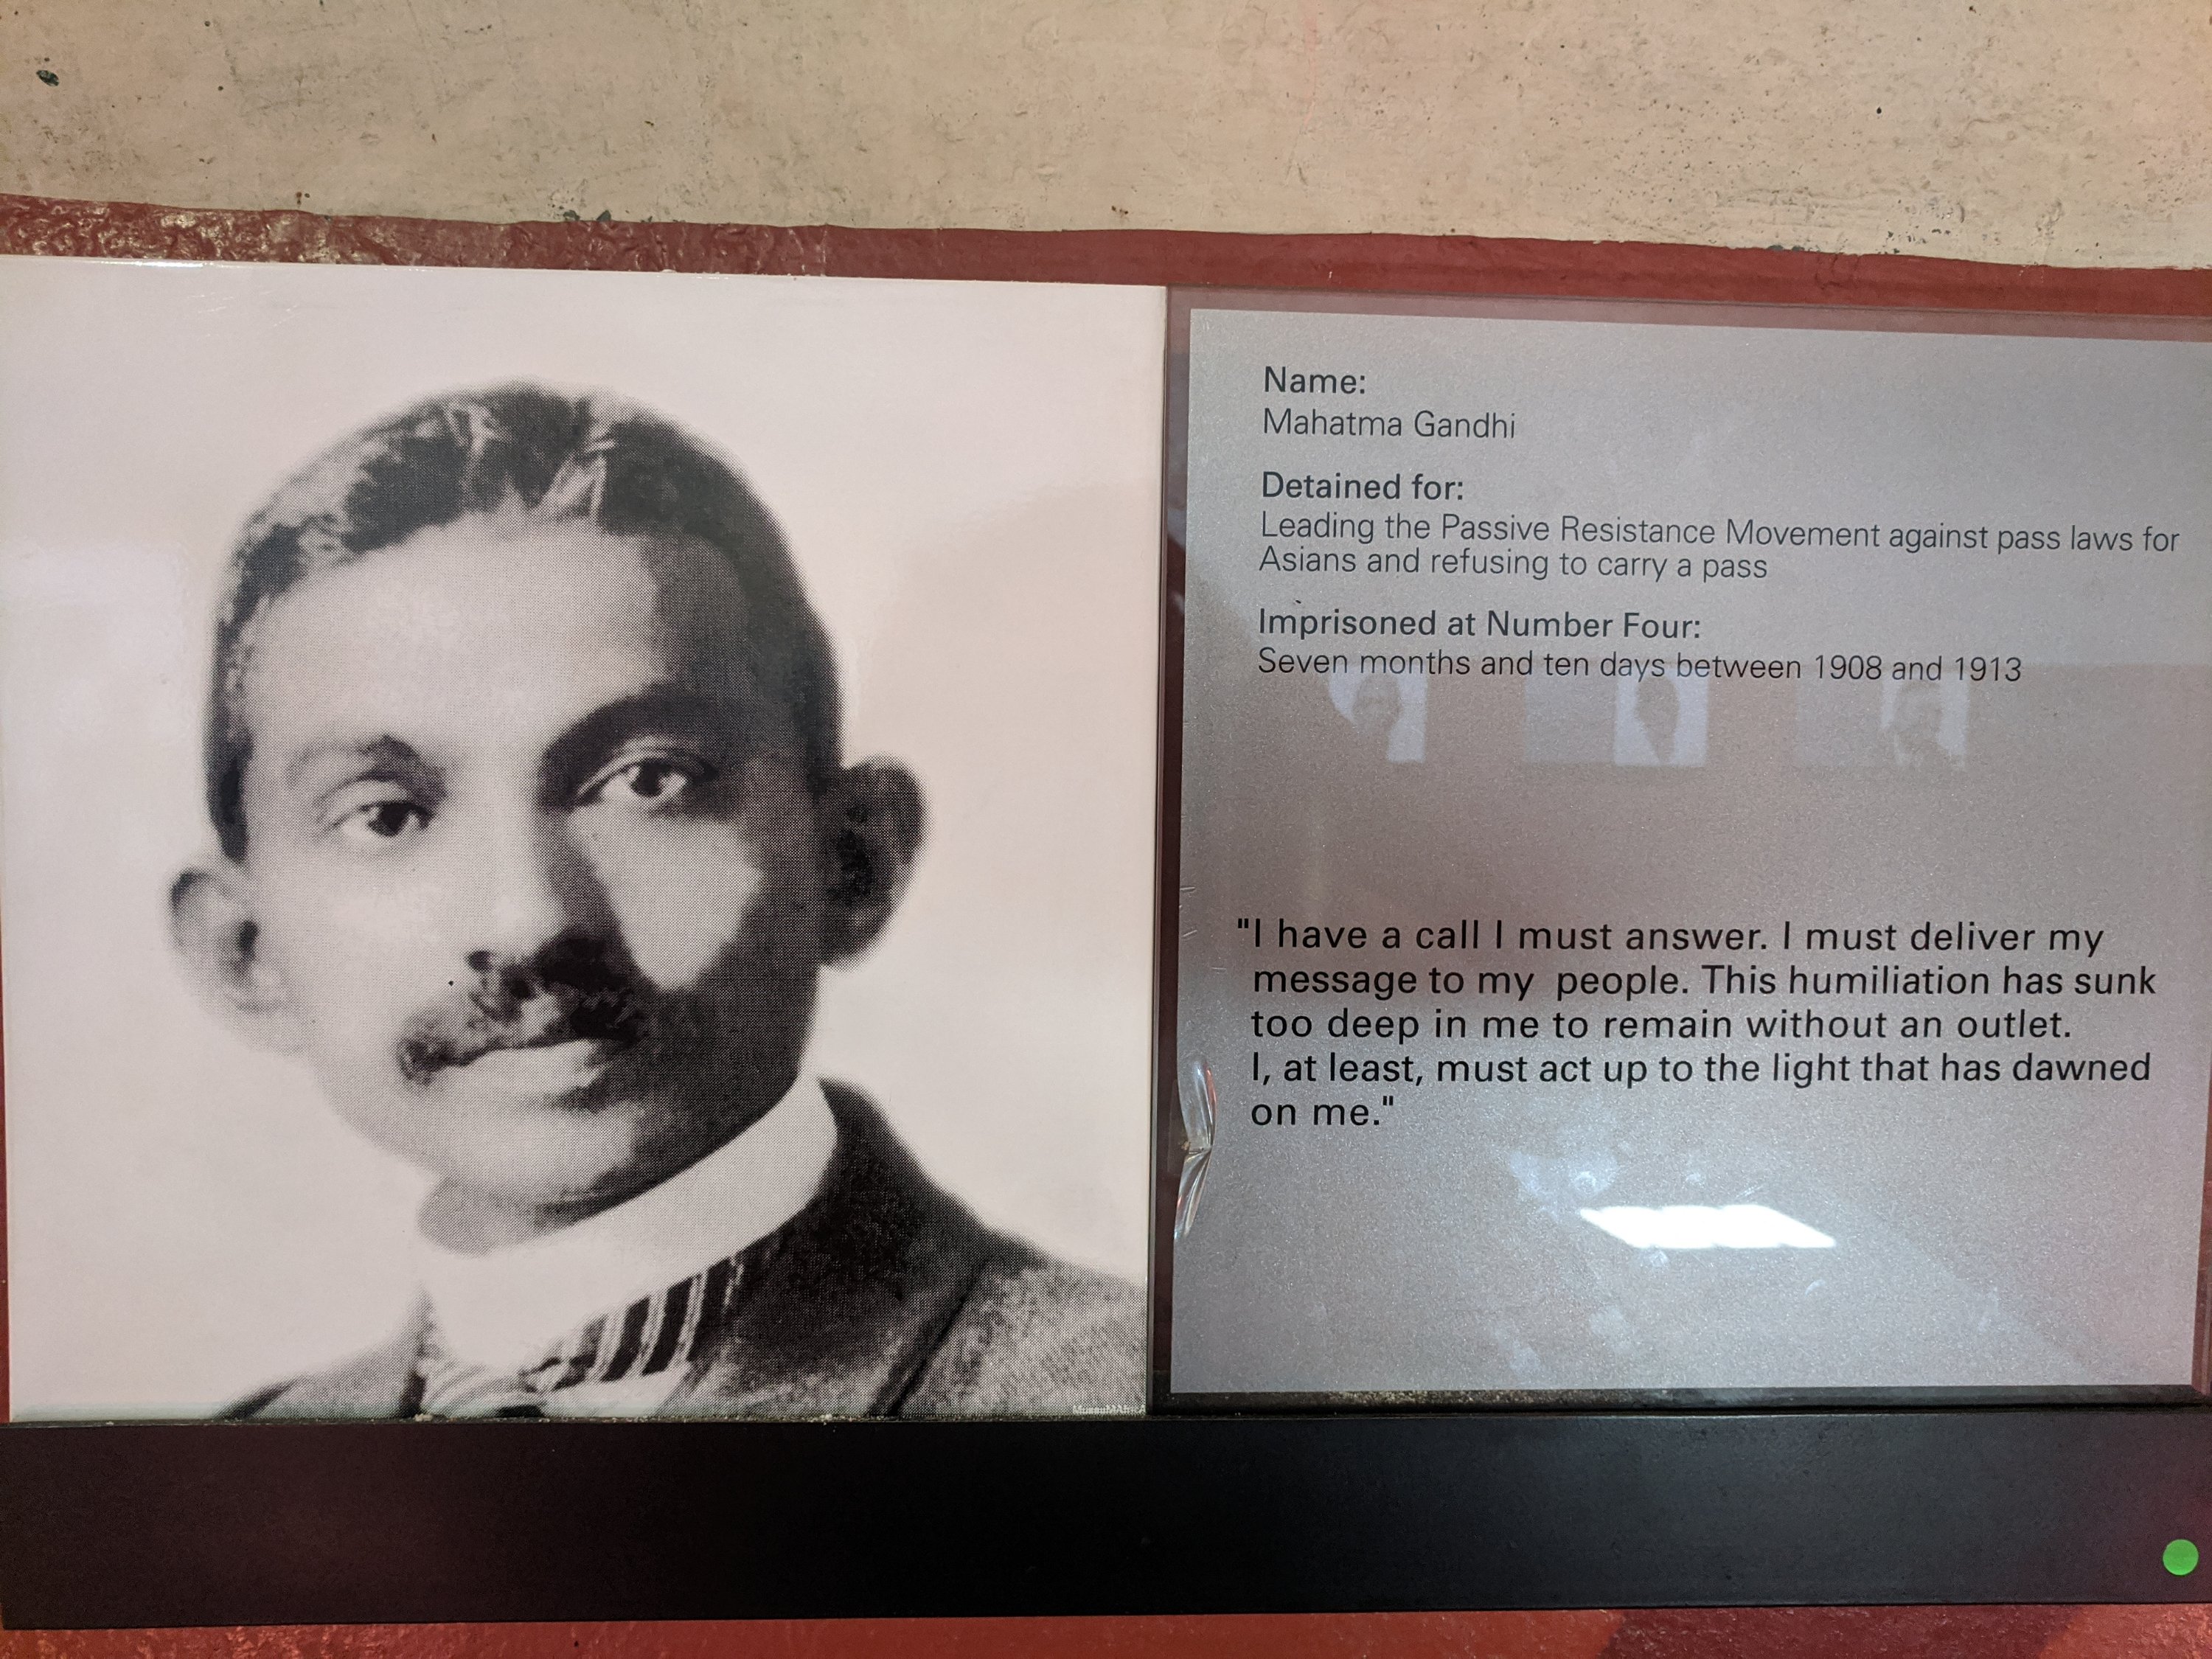 Name:
Mahatma Gandhi
Detained for:
Leading the Passive Resistance Movement against pass laws for
Asians and refusing to carry a pass
Imprisoned at Number Four:
Seven months and ten days between 1908 and 1913
"I have a call I must answer. I must deliver my
message to my people. This humiliation has sunk
too deep in me to remain without an outlet.
I, at least, must act up to the light that has dawned
on me."
MuseuMAfricA